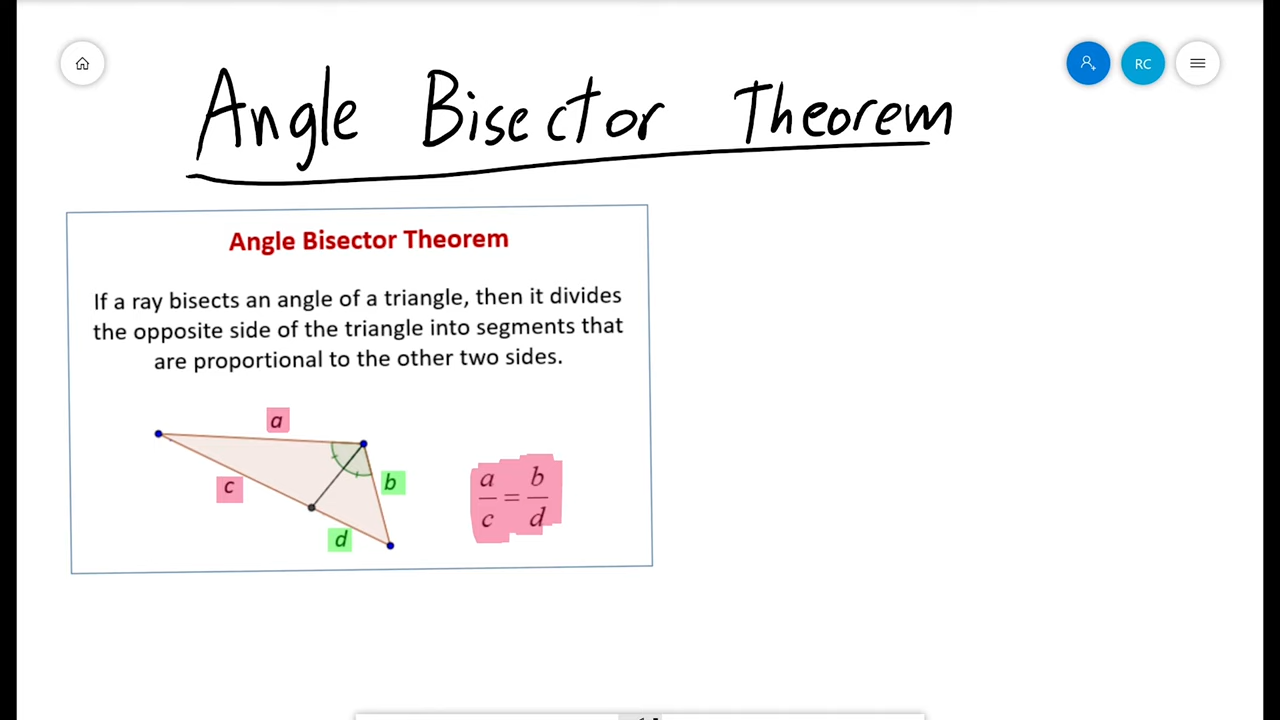 RC
Angle Bisector Theorem
Angle Bisector Theorem
If a ray bisects an angle of a triangle, then it divides
the opposite side of the triangle into segments that
are proportional to the other two sides.
a
c
b
d
a/c = b/d